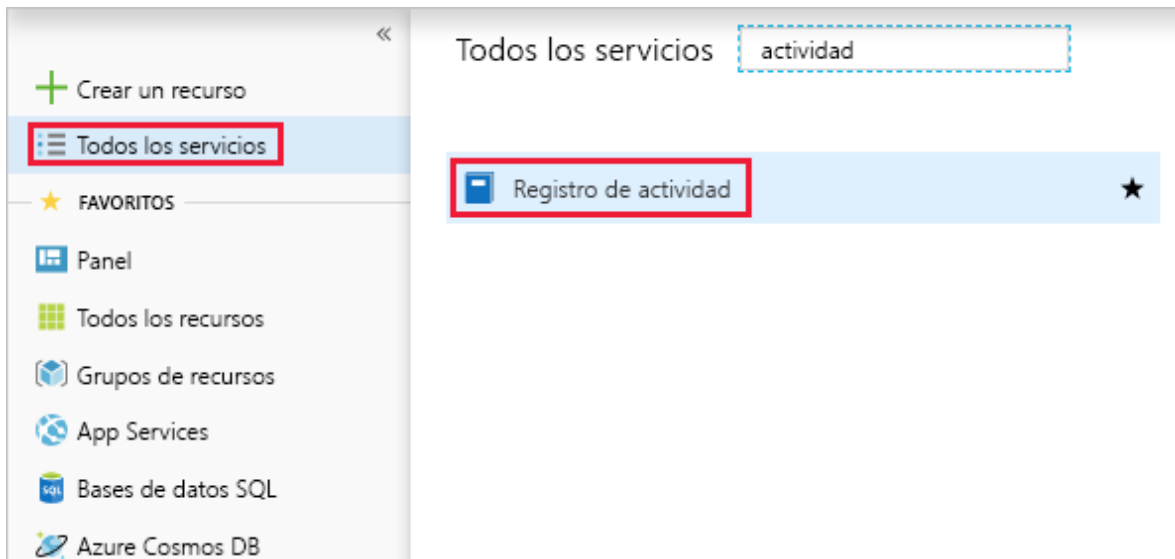 «
Crear un recurso
Todos los servicios
FAVORITOS
Panel
Todos los recursos
Grupos de recursos
App Services
SQL
Bases de datos SQL
Azure Cosmos DB
Todos los servicios
actividad
Registro de actividad